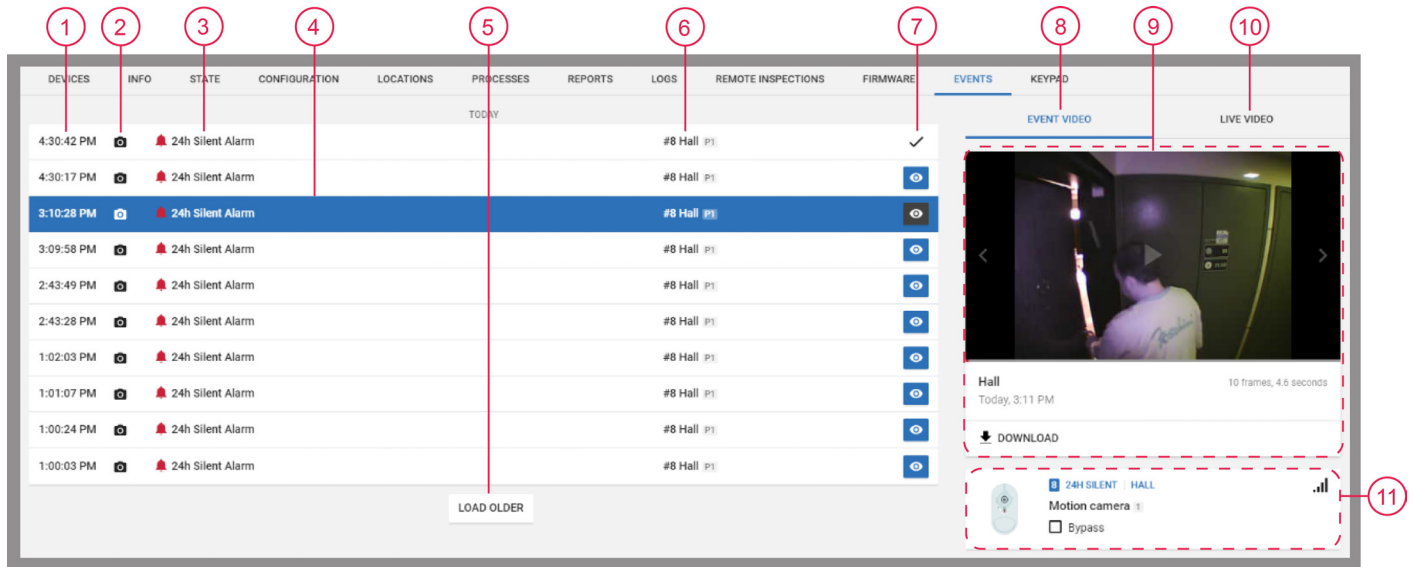 1 2 3 4 5 6 7 8 9 10
DEVICES INFO STATE CONFIGURATION LOCATIONS PROCESSES REPORTS LOGS REMOTE INSPECTIONS FIRMWARE EVENTS KEYPAD
TODAY
EVENT VIDEO LIVE VIDEO
4:30:42 PM 24h Silent Alarm #8 Hall P1
4:30:17 PM 24h Silent Alarm #8 Hall P1
3:10:28 PM 24h Silent Alarm #8 Hall P1
3:09:58 PM 24h Silent Alarm #8 Hall P1
2:43:49 PM 24h Silent Alarm #8 Hall P1
2:43:28 PM 24h Silent Alarm #8 Hall P1
1:02:03 PM 24h Silent Alarm #8 Hall P1
1:01:07 PM 24h Silent Alarm #8 Hall P1
1:00:24 PM 24h Silent Alarm #8 Hall P1
1:00:03 PM 24h Silent Alarm #8 Hall P1
LOAD OLDER
Hall 10 frames, 4.6 seconds
Today, 3:11 PM
DOWNLOAD
8 24H SILENT HALL
Motion camera 1
Bypass
11